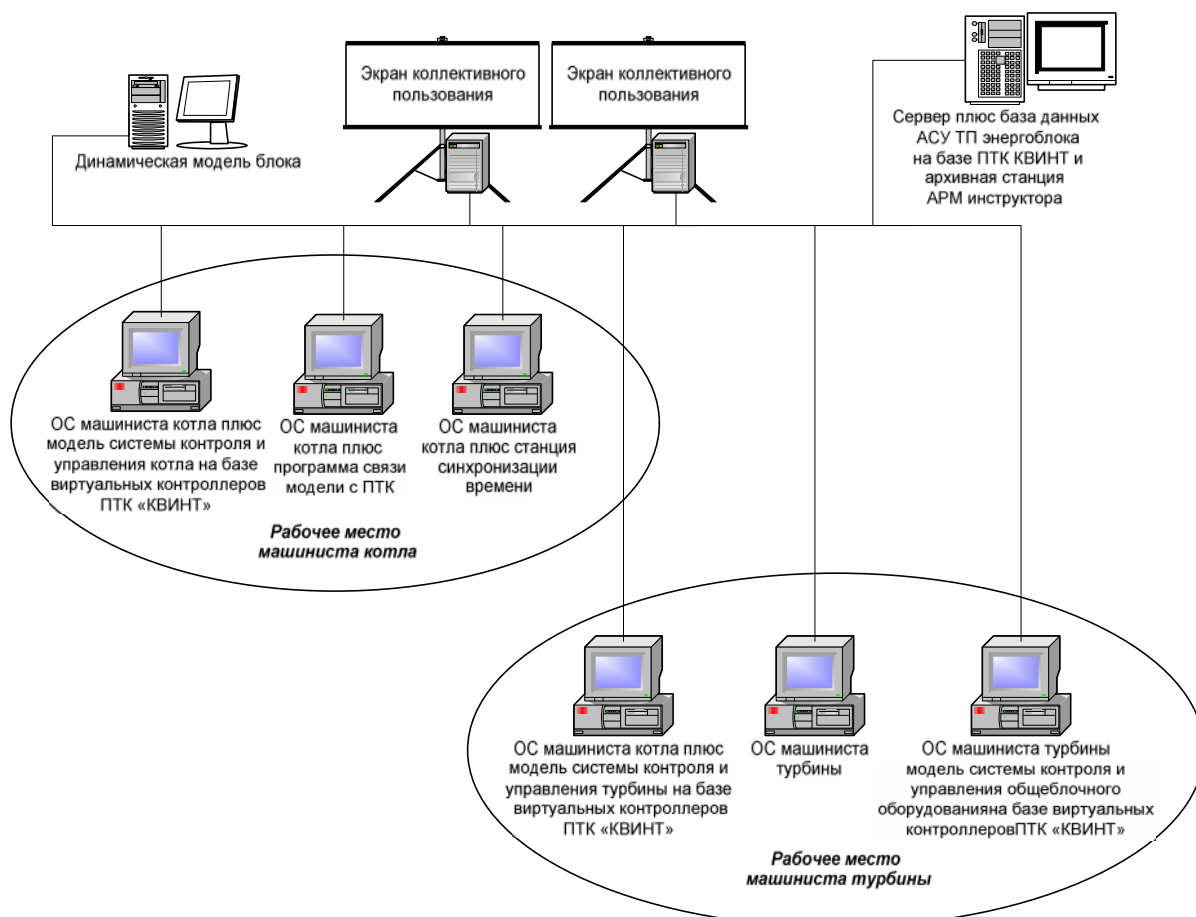 Экран коллективного
пользования
Экран коллективного
пользования
Динамическая модель блока
Сервер плюс база данных
АСУ ТП энергоблока
на базе ПТК КВИНТ и
архивная станция
АРМ инструктора
ОС машиниста котла плюс
модель системы контроля и
управления котла на базе
виртуальных контроллеров
ПТК «КВИНТ»
ОС машиниста
котла плюс
программа связи
модели с ПТК
ОС машиниста
котла плюс станция
синхронизации
времени
Рабочее место
машиниста котла
ОС машиниста котла плюс
модель системы контроля и
управления турбины на базе
виртуальных контроллеров
ПТК «КВИНТ»
ОС машиниста
турбины
ОС машиниста турбины
модель системы контроля и
управления общеблочного
оборудованияна базе виртуальных
контроллеровПТК «КВИНТ»
Рабочее место
машиниста турбины